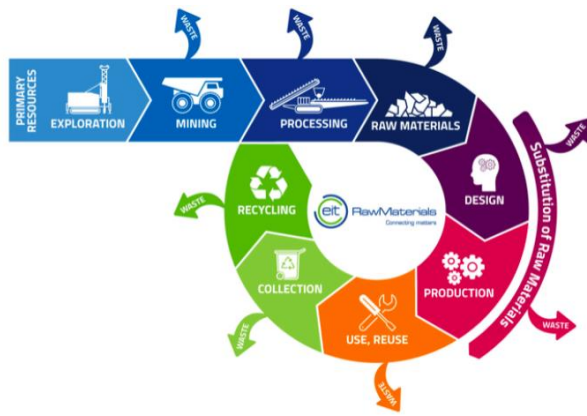 WASTE
WASTE
WASTE
PRIMARY
RESOURCES
EXPLORATION
MINING
PROCESSING
RAW MATERIALS
WASTE
Substitution of Raw Materials
DESIGN
RECYCLING
eit RawMaterials
Connecting matters
WASTE
COLLECTION
PRODUCTION
WASTE
USE, REUSE
WASTE
WASTE